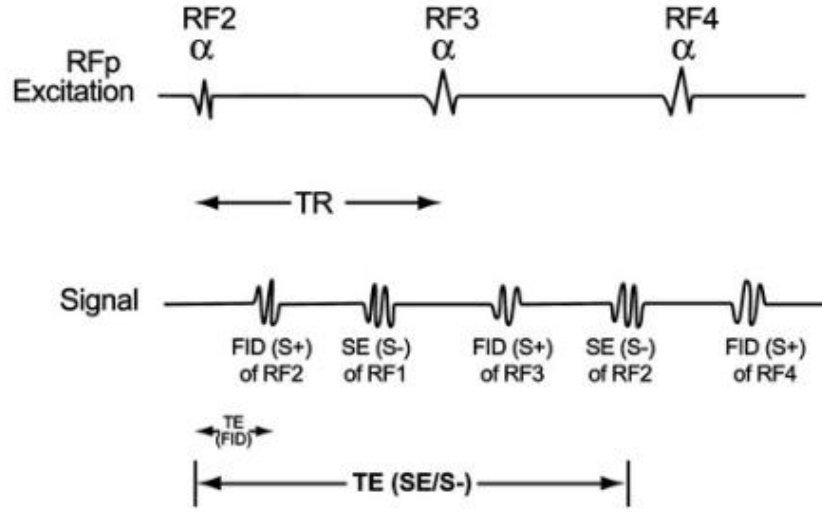 RF2 RF3 RF4
α α α
RFp
Excitation
TR
Signal
FID (S+) SE (S-) FID (S+) SE (S-) FID (S+)
of RF2 of RF1 of RF3 of RF2 of RF4
TE
(FID)
TE (SE/S-)